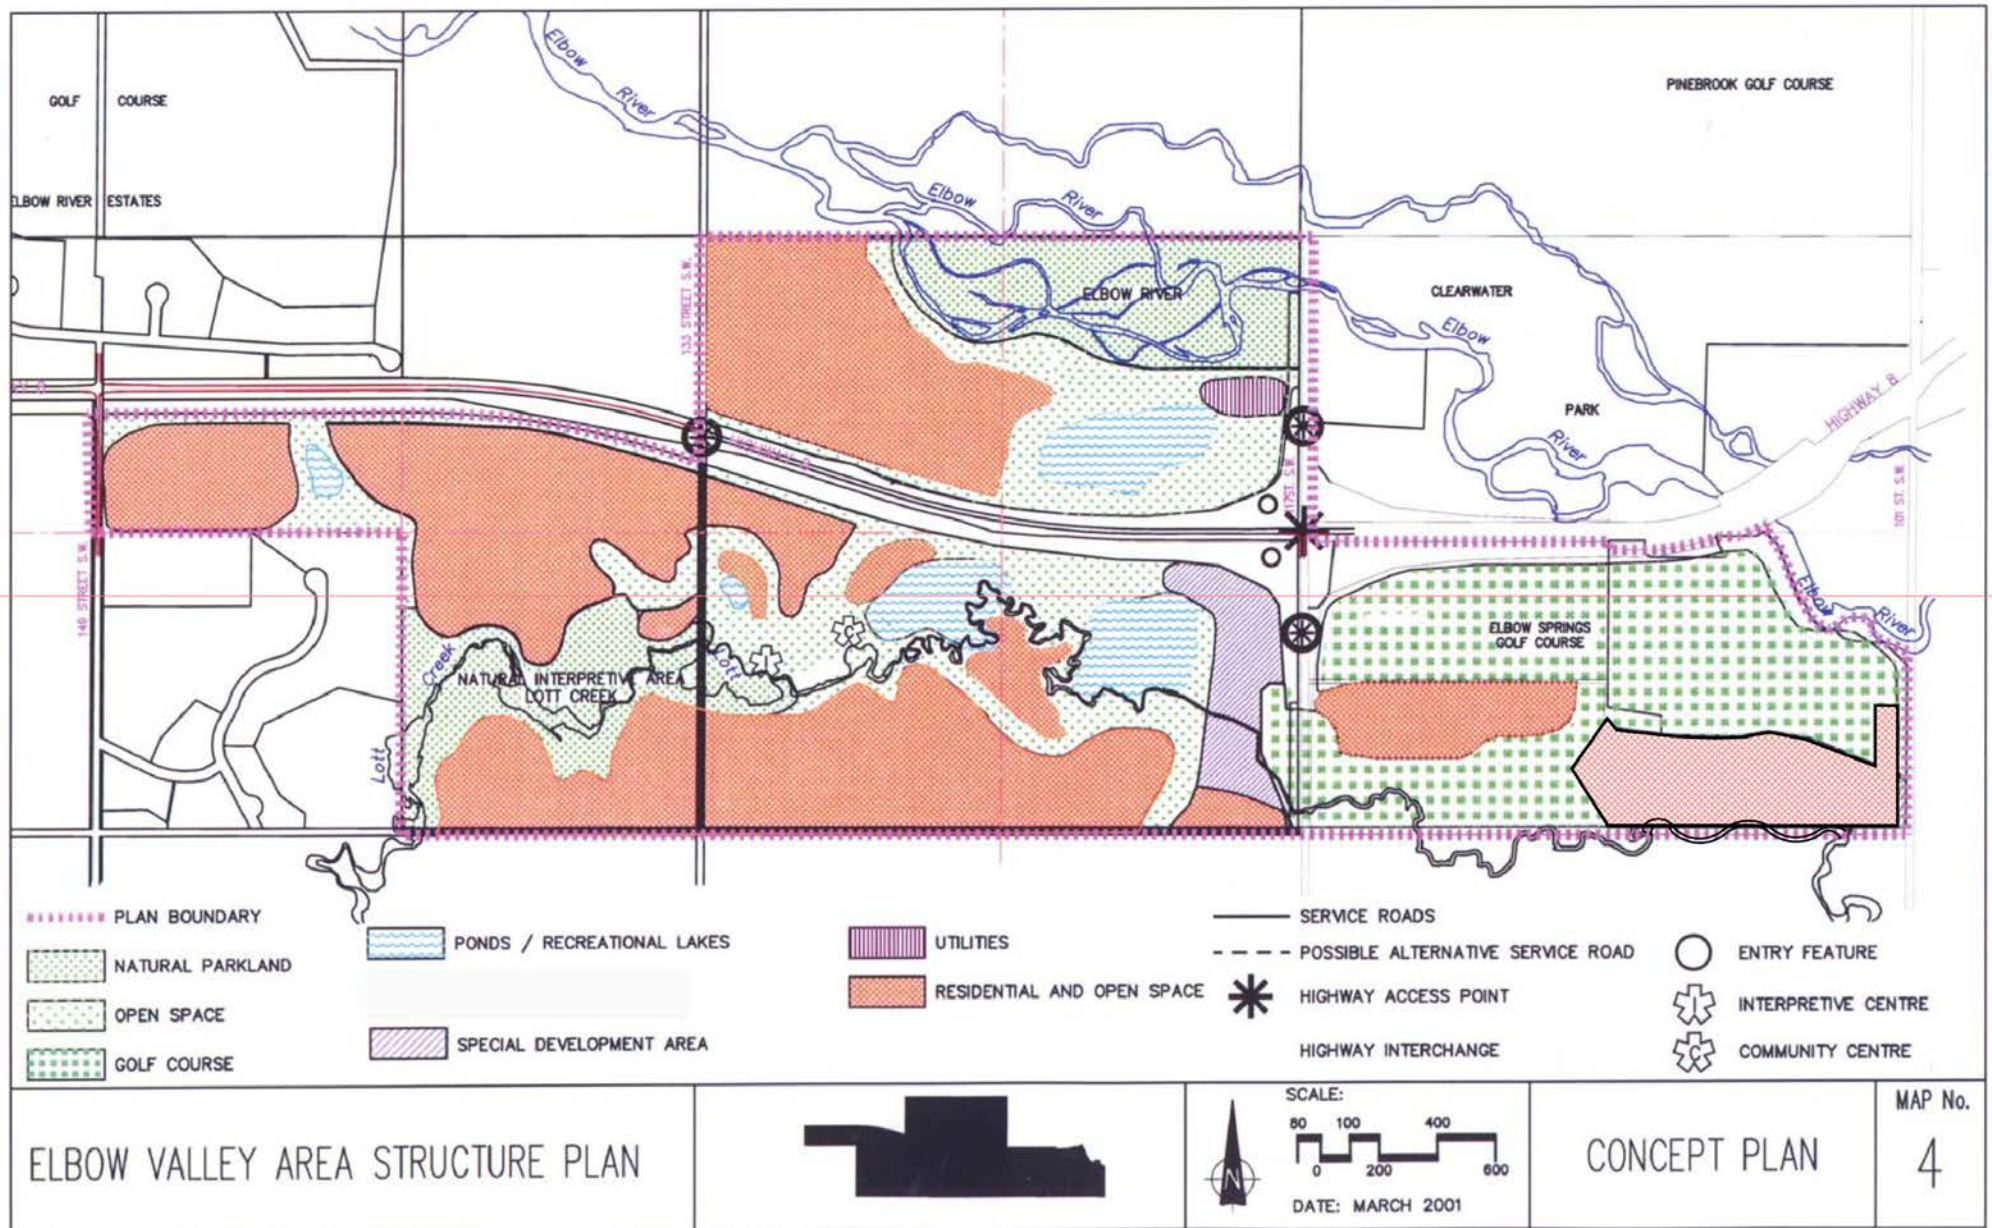 Elbow
River
GOLF COURSE
PINEBROOK GOLF COURSE
ELBOW RIVER ESTATES
Elbow
River
133 STREET S.W.
ELBOW RIVER
CLEARWATER
Elbow
PARK
River
HIGHWAY 8
HIGHWAY 8
101 ST. S.W.
149 STREET S.W.
Elbow
River
ELBOW SPRINGS
GOLF COURSE
Creek
Lott
NATURAL INTERPRETIVE AREA
LOTT CREEK
Lott
C
I
PLAN BOUNDARY
NATURAL PARKLAND
OPEN SPACE
GOLF COURSE
PONDS / RECREATIONAL LAKES
SPECIAL DEVELOPMENT AREA
UTILITIES
RESIDENTIAL AND OPEN SPACE
SERVICE ROADS
POSSIBLE ALTERNATIVE SERVICE ROAD
HIGHWAY ACCESS POINT
HIGHWAY INTERCHANGE
ENTRY FEATURE
I INTERPRETIVE CENTRE
C COMMUNITY CENTRE
ELBOW VALLEY AREA STRUCTURE PLAN
N
SCALE:
80 100 400
0 200 600
DATE: MARCH 2001
CONCEPT PLAN
MAP No.
4